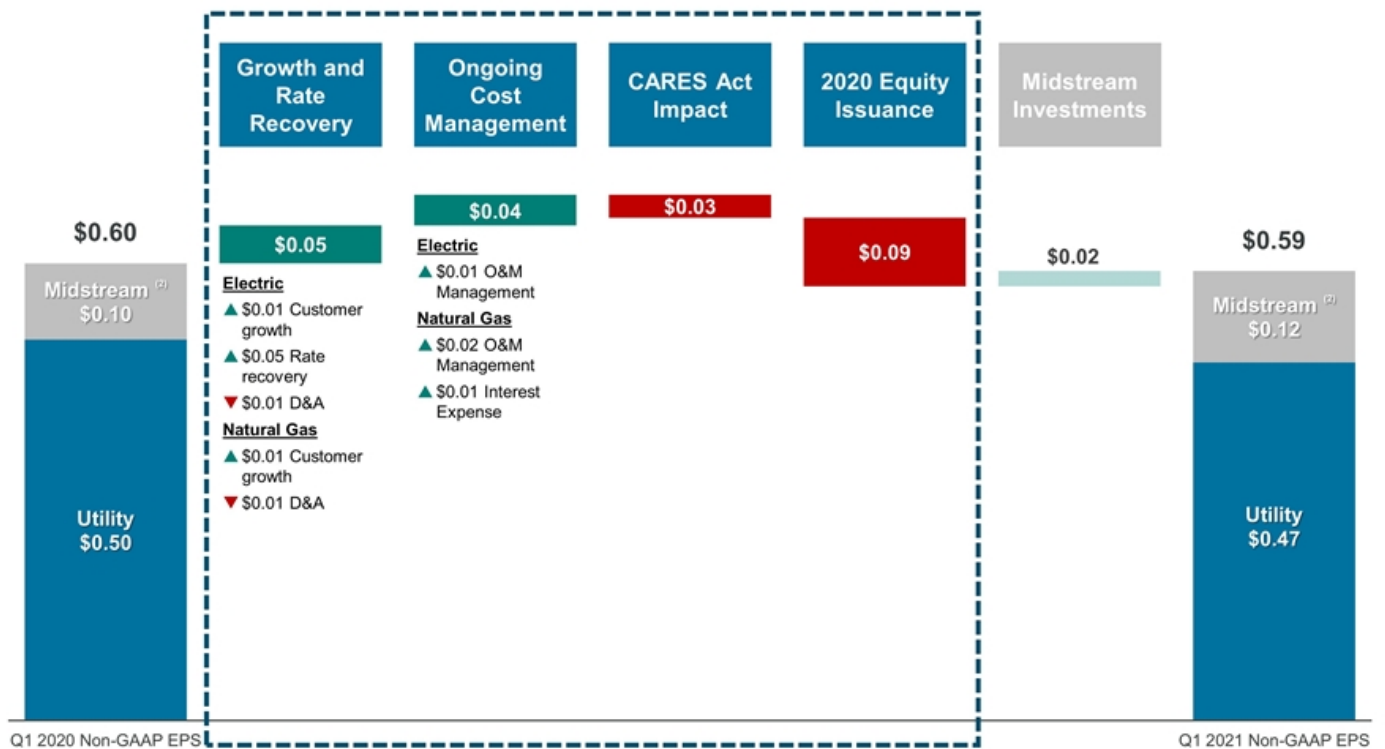 Growth and
Rate
Recovery
Ongoing
Cost
Management
CARES Act
Impact
2020 Equity
Issuance
Midstream
Investments
$0.60
Midstream (2)
$0.10
Utility
$0.50
$0.05
Electric
▲ $0.01 Customer
growth
▲ $0.05 Rate
recovery
▼ $0.01 D&A
Natural Gas
▲ $0.01 Customer
growth
▼ $0.01 D&A
$0.04
Electric
▲ $0.01 O&M
Management
Natural Gas
▲ $0.02 O&M
Management
▲ $0.01 Interest
Expense
$0.03
$0.09
$0.02
$0.59
Midstream (2)
$0.12
Utility
$0.47
Q1 2020 Non-GAAP EPS
Q1 2021 Non-GAAP EPS